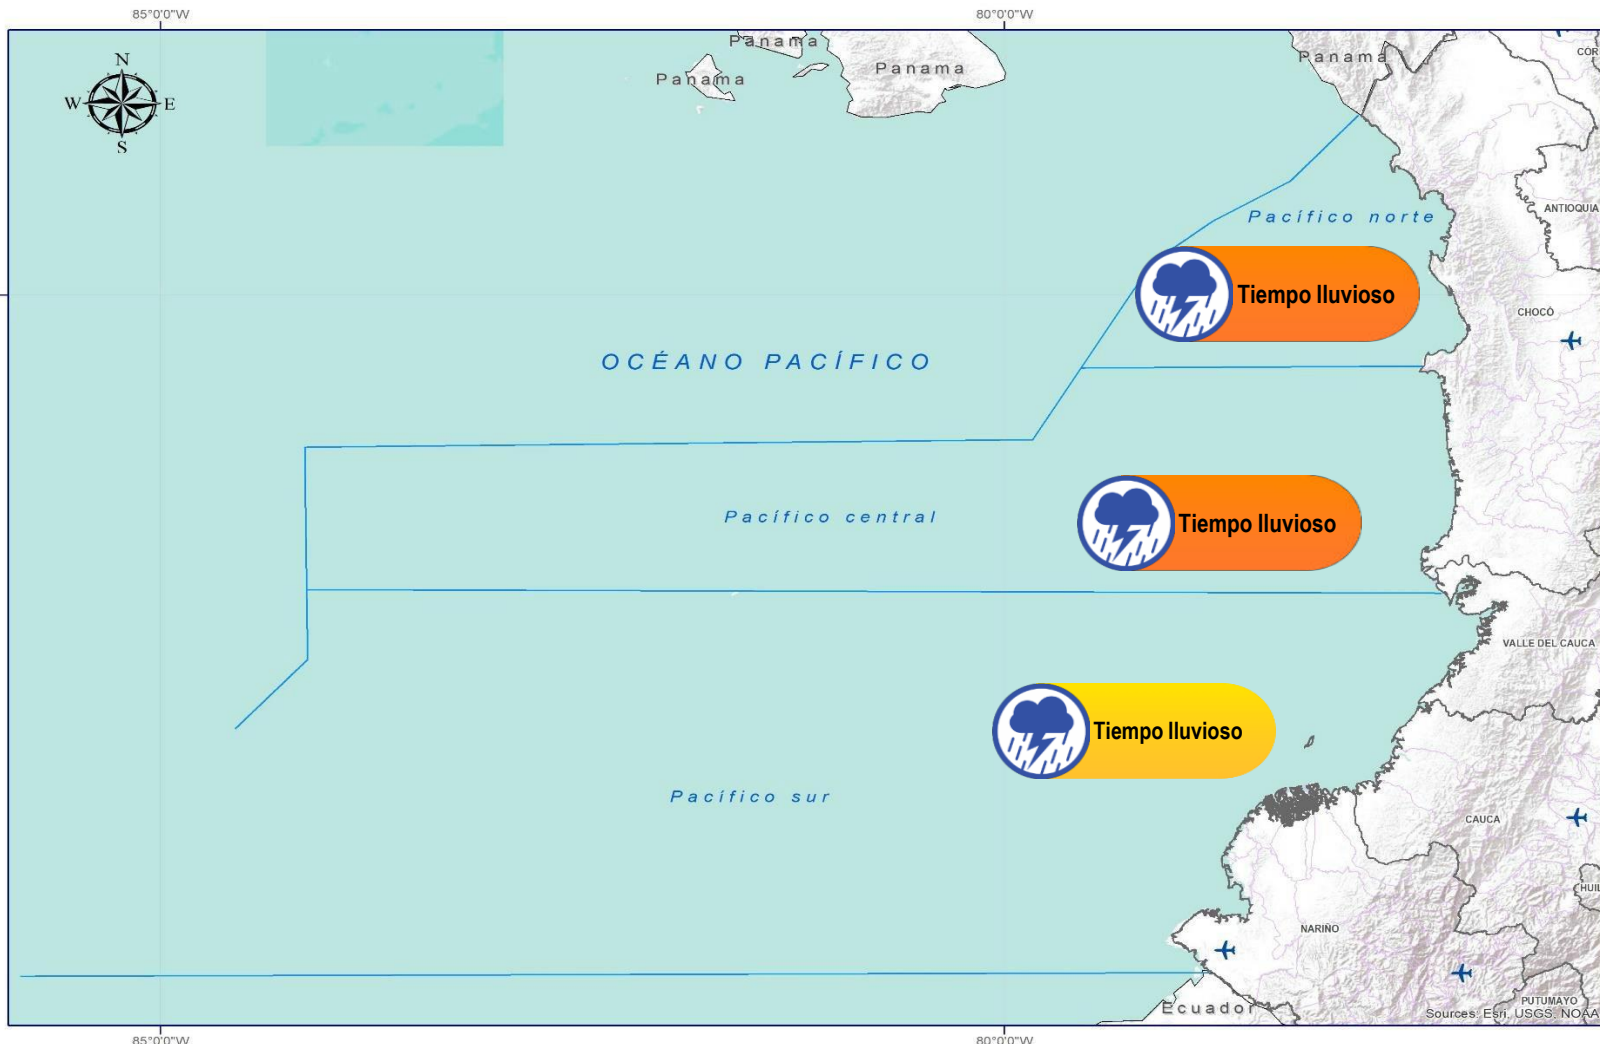 85°0'0"W
80°0'0"W
N
W
E
S
Panama
Panama
Panama
Panama
COR
ANTIOQUIA
Pacífico norte
Tiempo lluvioso
CHOCÓ
OCÉANO PACÍFICO
Pacífico central
Tiempo lluvioso
VALLE DEL CAUCA
Tiempo lluvioso
Pacífico sur
CAUCA
HUIL
NARIÑO
PUTUMAYO
Ecuador
Sources: Esri, USGS, NOAA
85°0'0"W
80°0'0"W